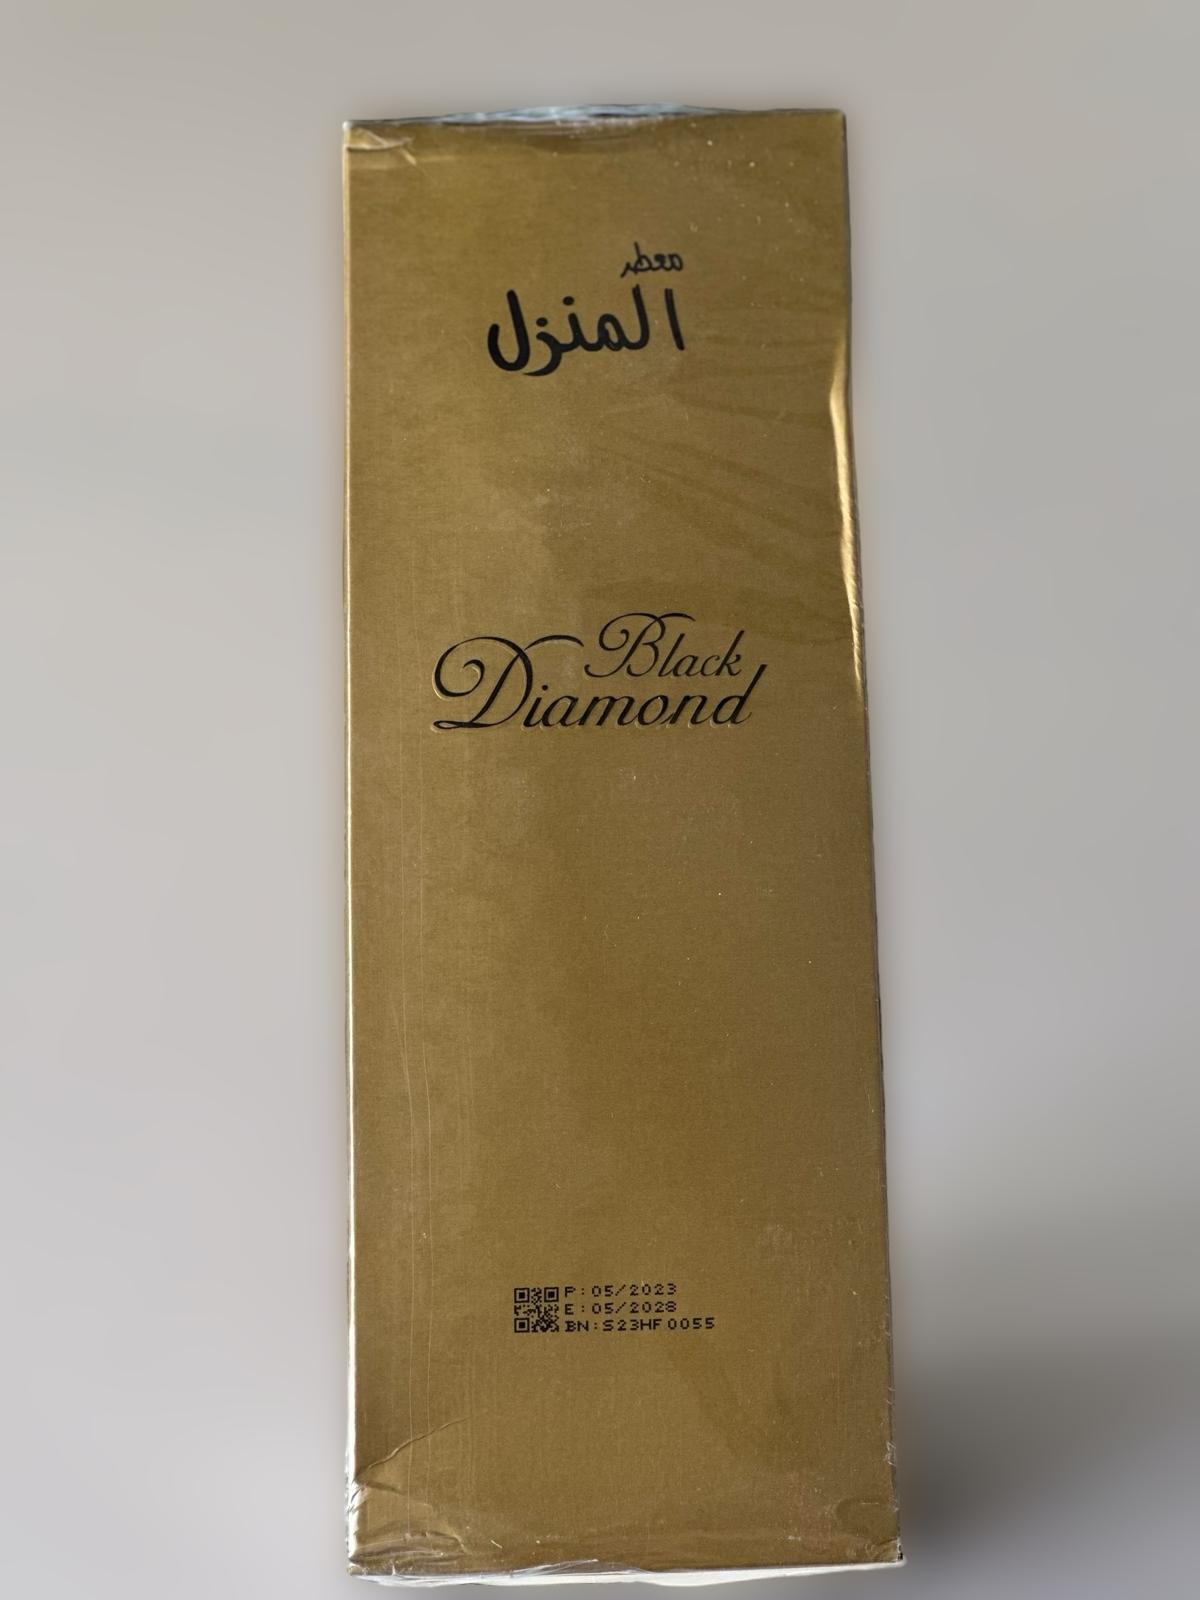 معطر
المنزل
Black
Diamond
P:05/2023
E:05/2028
BN:S23HF0055